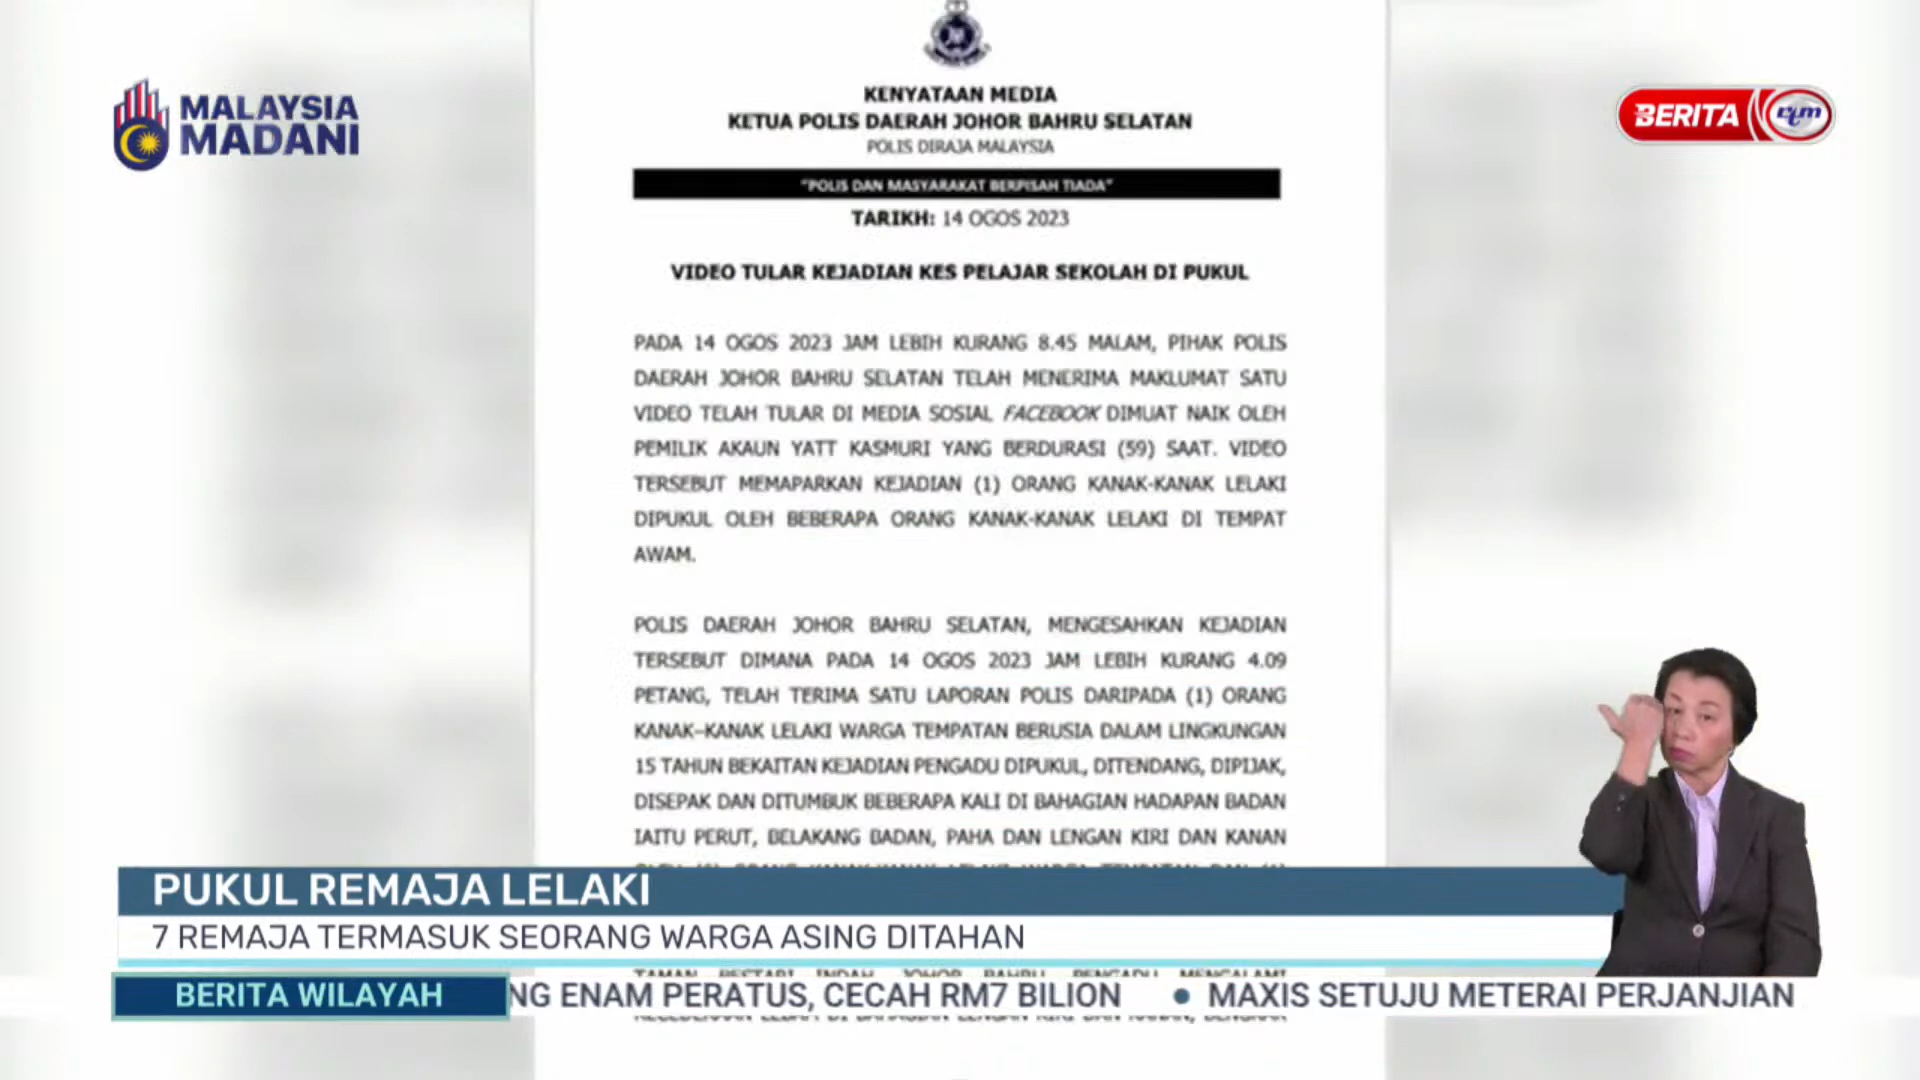 MALAYSIA
MADANI
BERITA rtm
KENYATAAN MEDIA
KETUA POLIS DAERAH JOHOR BAHRU SELATAN
POLIS DIRAJA MALAYSIA
"POLIS DAN MASYARAKAT BERPISAH TIADA"
TARIKH: 14 OGOS 2023
VIDEO TULAR KEJADIAN KES PELAJAR SEKOLAH DI PUKUL
PADA 14 OGOS 2023 JAM LEBIH KURANG 8.45 MALAM, PIHAK POLIS
DAERAH JOHOR BAHRU SELATAN TELAH MENERIMA MAKLUMAT SATU
VIDEO TELAH TULAR DI MEDIA SOSIAL FACEBOOK DIMUAT NAIK OLEH
PEMILIK AKAUN YATT KASMURI YANG BERDURASI (59) SAAT. VIDEO
TERSEBUT MEMAPARKAN KEJADIAN (1) ORANG KANAK-KANAK LELAKI
DIPUKUL OLEH BEBERAPA ORANG KANAK-KANAK LELAKI DI TEMPAT
AWAM.
POLIS DAERAH JOHOR BAHRU SELATAN, MENGESAHKAN KEJADIAN
TERSEBUT DIMANA PADA 14 OGOS 2023 JAM LEBIH KURANG 4.09
PETANG, TELAH TERIMA SATU LAPORAN POLIS DARIPADA (1) ORANG
KANAK–KANAK LELAKI WARGA TEMPATAN BERUSIA DALAM LINGKUNGAN
15 TAHUN BEKAITAN KEJADIAN PENGADU DIPUKUL, DITENDANG, DIPIJAK,
DISEPAK DAN DITUMBUK BEBERAPA KALI DI BAHAGIAN HADAPAN BADAN
IAITU PERUT, BELAKANG BADAN, PAHA DAN LENGAN KIRI DAN KANAN
PUKUL REMAJA LELAKI
7 REMAJA TERMASUK SEORANG WARGA ASING DITAHAN
TAMAN BESTARI INDAH, JOHOR BAHRU. PENGADU MENGALAMI
BERITA WILAYAH NG ENAM PERATUS, CECAH RM7 BILION • MAXIS SETUJU METERAI PERJANJIAN